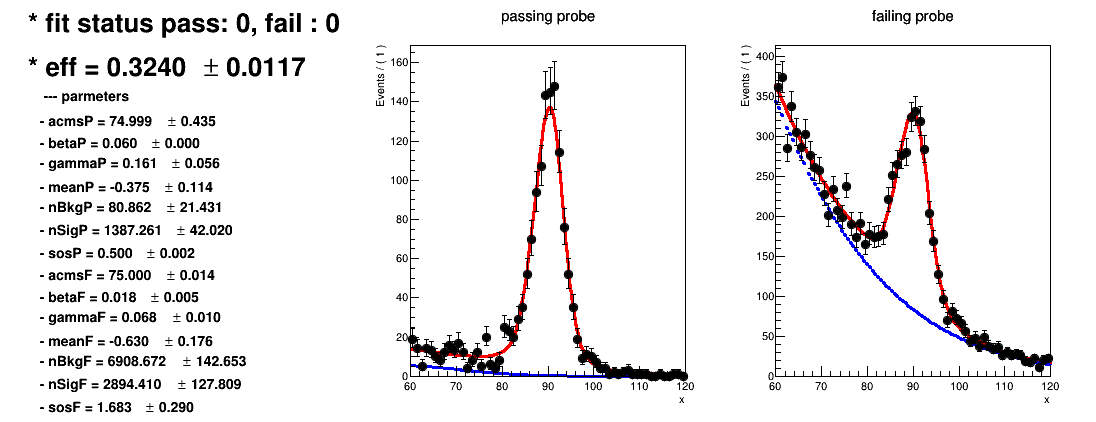 * fit status pass: 0, fail : 0
* eff = 0.3240 ± 0.0117
--- parmeters
- acmsP = 74.999 ± 0.435
- betaP = 0.060 ± 0.000
- gammaP = 0.161 ± 0.056
- meanP = -0.375 ± 0.114
- nBkgP = 80.862 ± 21.431
- nSigP = 1387.261 ± 42.020
- sosP = 0.500 ± 0.002
- acmsF = 75.000 ± 0.014
- betaF = 0.018 ± 0.005
- gammaF = 0.068 ± 0.010
- meanF = -0.630 ± 0.176
- nBkgF = 6908.672 ± 142.653
- nSigF = 2894.410 ± 127.809
- sosF = 1.683 ± 0.290
passing probe
Events / ( 1 )
160
140
120
100
80
60
40
20
0
60 70 80 90 100 110 120
x
failing probe
Events / ( 1 )
400
350
300
250
200
150
100
50
0
60 70 80 90 100 110 120
x